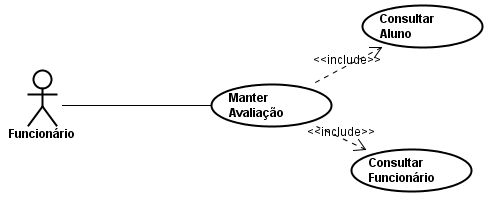 Consultar
Aluno
<<include>>
Manter
Avaliação
Funcionário
<<include>>
Consultar
Funcionário